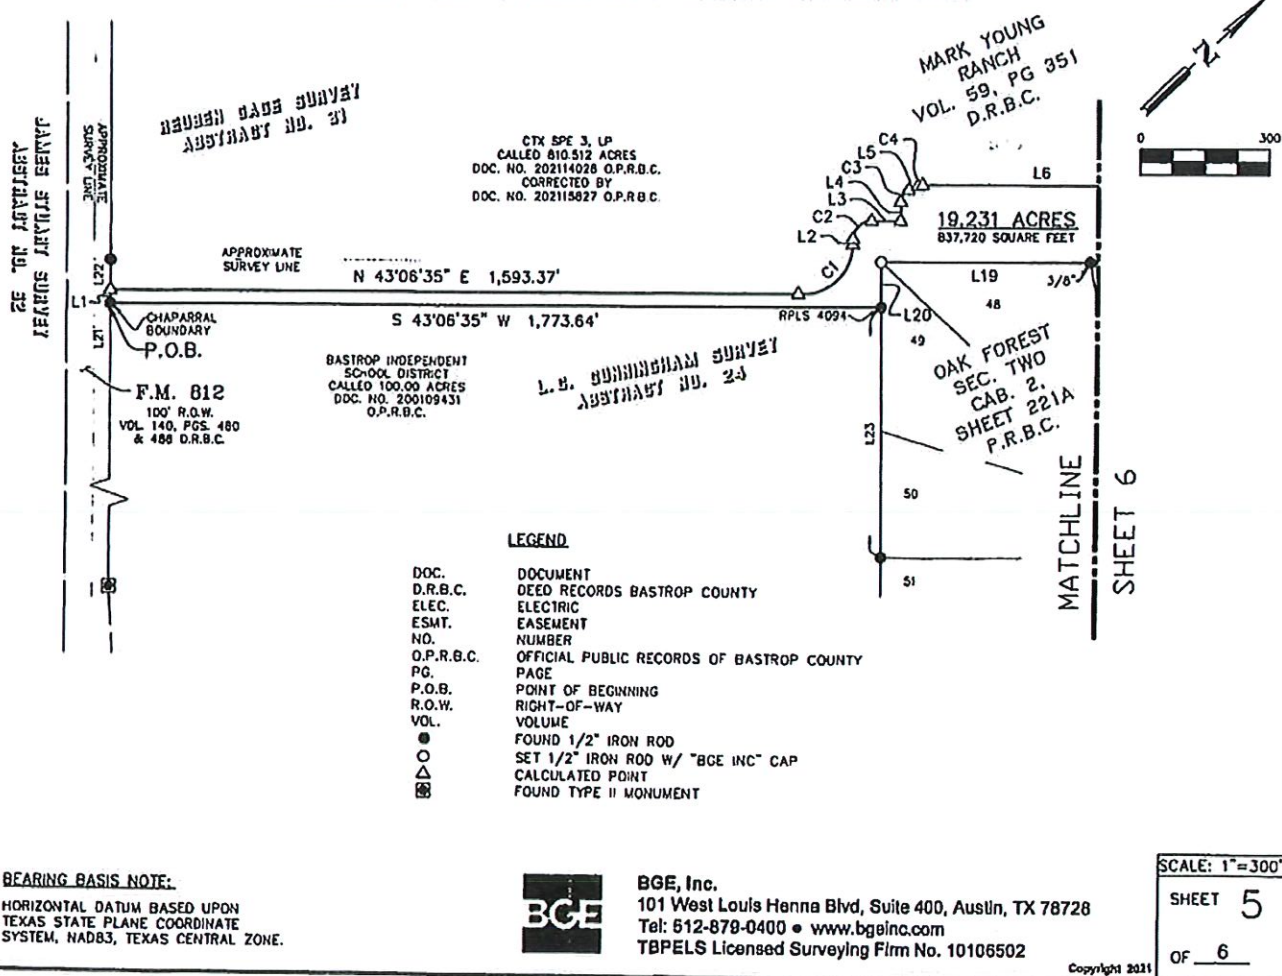 MARK YOUNG
RANCH
VOL. 59, PG 351
D.R.B.C.
N
0 300
REUBEN GAGE SURVEY
ABSTRACT NO. 31
JAMES STUART SURVEY
ABSTRACT NO.
APPROXIMATE
SURVEY LINE
CTX SPE 3, LP
CALLED 810.512 ACRES
DOC. NO. 202114028 O.P.R.B.C.
CORRECTED BY
DOC. NO. 202115827 O.P.R.B.C.
C4
L5
C3
L4
L3
C2
L2
C1
L6
19.231 ACRES
837,720 SQUARE FEET
APPROXIMATE
SURVEY LINE
N 43°06'35" E 1,593.37'
L22
L1
L21
CHAPARRAL
BOUNDARY
P.O.B.
S 43°06'35" W 1,773.64'
RPLS 4094
L19
3/8"
48
L20
49
F.M. 812
100' R.O.W.
VOL. 140, PGS. 480
& 488 D.R.B.C.
BASTROP INDEPENDENT
SCHOOL DISTRICT
CALLED 100.00 ACRES
DOC. NO. 200109431
O.P.R.B.C.
L.C. CUNNINGHAM SURVEY
ABSTRACT NO. 24
OAK FOREST
SEC. TWO
CAB. 2,
SHEET 221A
P.R.B.C.
L23
50
51
MATCHLINE
SHEET 6
LEGEND
DOC. DOCUMENT
D.R.B.C. DEED RECORDS BASTROP COUNTY
ELEC. ELECTRIC
ESMT. EASEMENT
NO. NUMBER
O.P.R.B.C. OFFICIAL PUBLIC RECORDS OF BASTROP COUNTY
PG. PAGE
P.O.B. POINT OF BEGINNING
R.O.W. RIGHT-OF-WAY
VOL. VOLUME
FOUND 1/2" IRON ROD
SET 1/2" IRON ROD W/ "BGE INC" CAP
CALCULATED POINT
FOUND TYPE II MONUMENT
BEARING BASIS NOTE:
HORIZONTAL DATUM BASED UPON
TEXAS STATE PLANE COORDINATE
SYSTEM, NAD83, TEXAS CENTRAL ZONE.
BGE
BGE, Inc.
101 West Louis Henna Blvd, Suite 400, Austin, TX 78728
Tel: 512-879-0400 ● www.bgeinc.com
TBPELS Licensed Surveying Firm No. 10106502
Copyright 2021
SCALE: 1"=300'
SHEET 5
OF 6